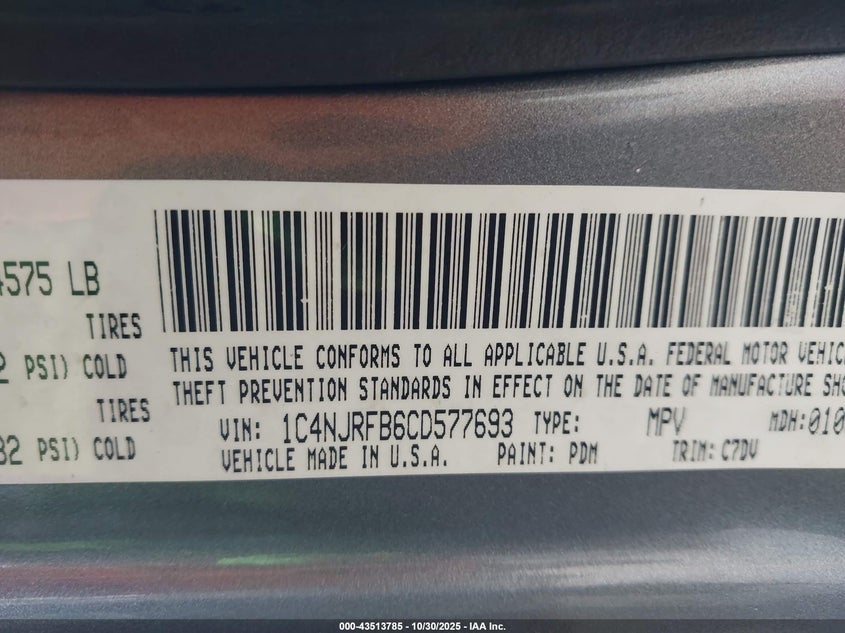 4575 LB
TIRES
2 PSI) COLD
TIRES
32 PSI) COLD
THIS VEHICLE CONFORMS TO ALL APPLICABLE U.S.A. FEDERAL MOTOR VEHIC
THEFT PREVENTION STANDARDS IN EFFECT ON THE DATE OF MANUFACTURE SHO
VIN: 1C4NJRFB6CD577693 TYPE: MPV MDH:010
VEHICLE MADE IN U.S.A. PAINT: PDM TRIM: C7DV
000-43513785 - 10/30/2025 - IAA Inc.